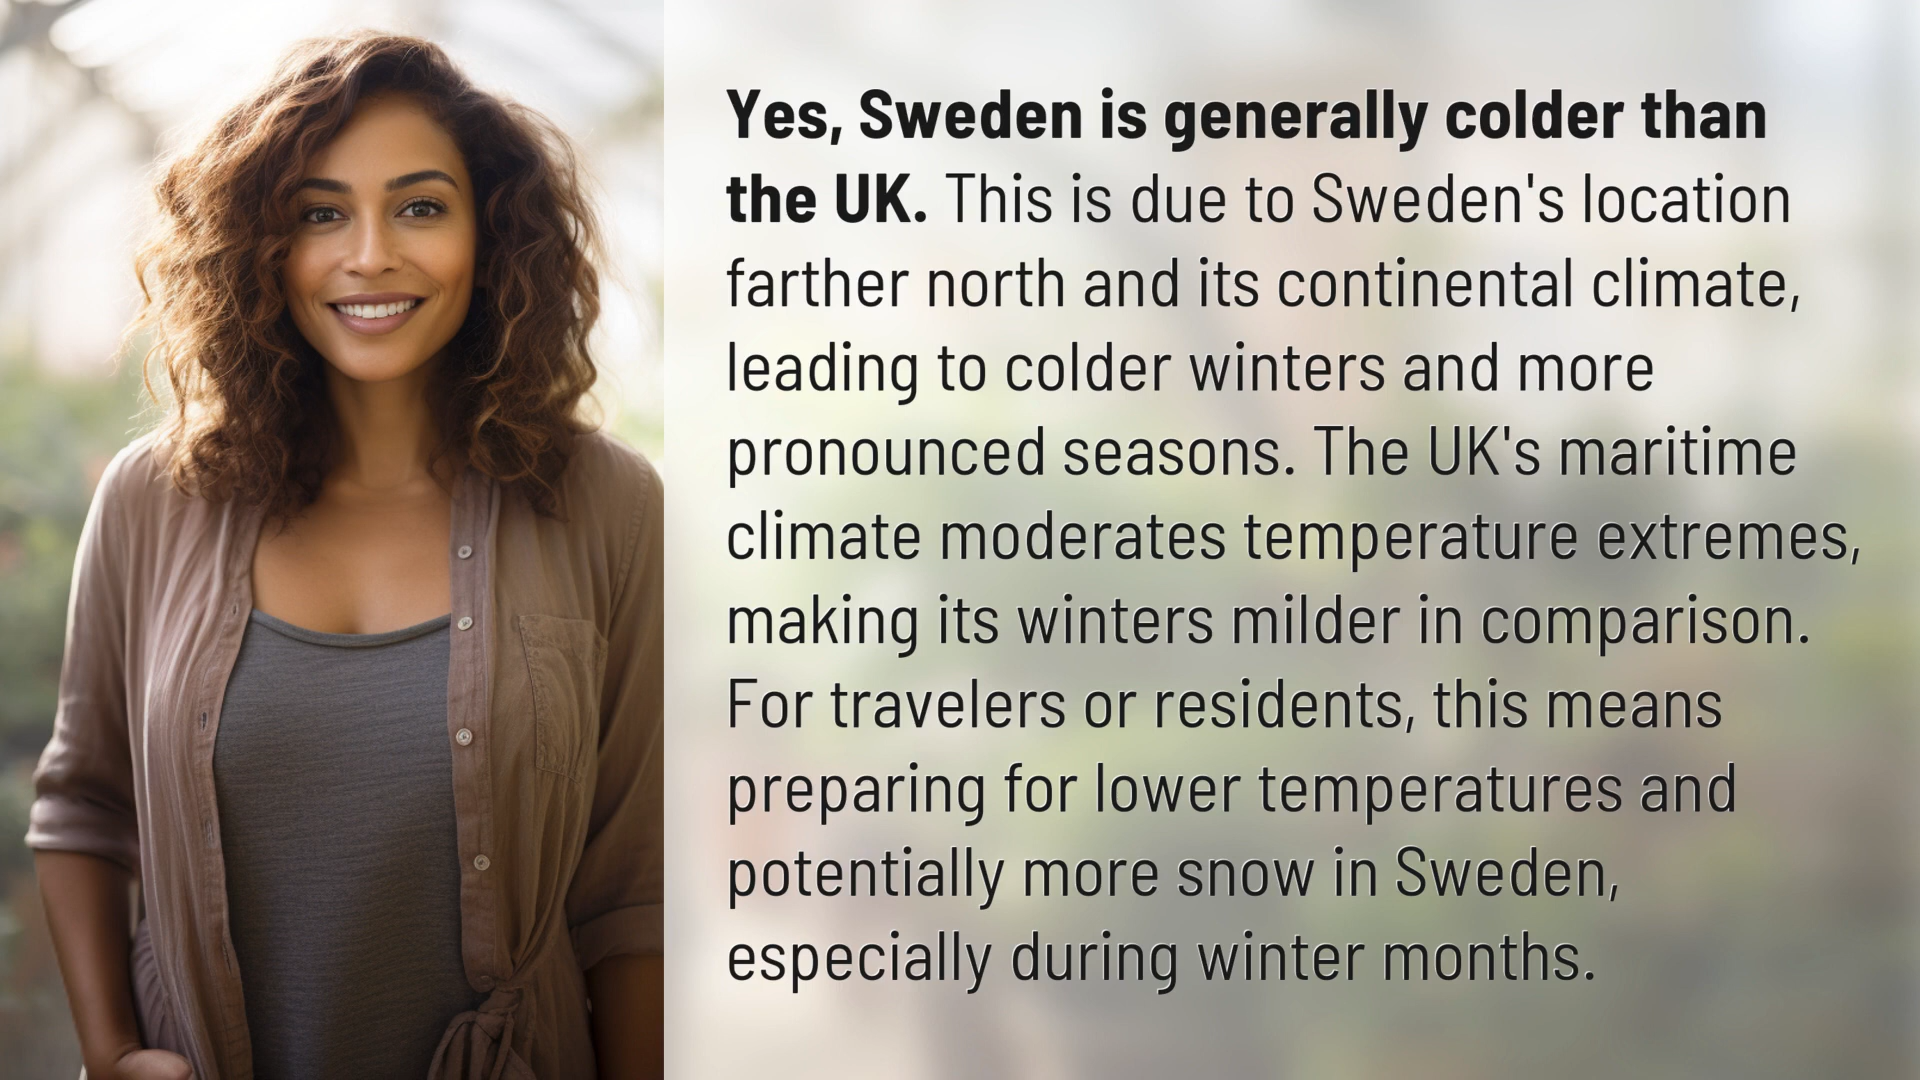 Yes, Sweden is generally colder than
the UK. This is due to Sweden's location
farther north and its continental climate,
leading to colder winters and more
pronounced seasons. The UK's maritime
climate moderates temperature extremes,
making its winters milder in comparison.
For travelers or residents, this means
preparing for lower temperatures and
potentially more snow in Sweden,
especially during winter months.